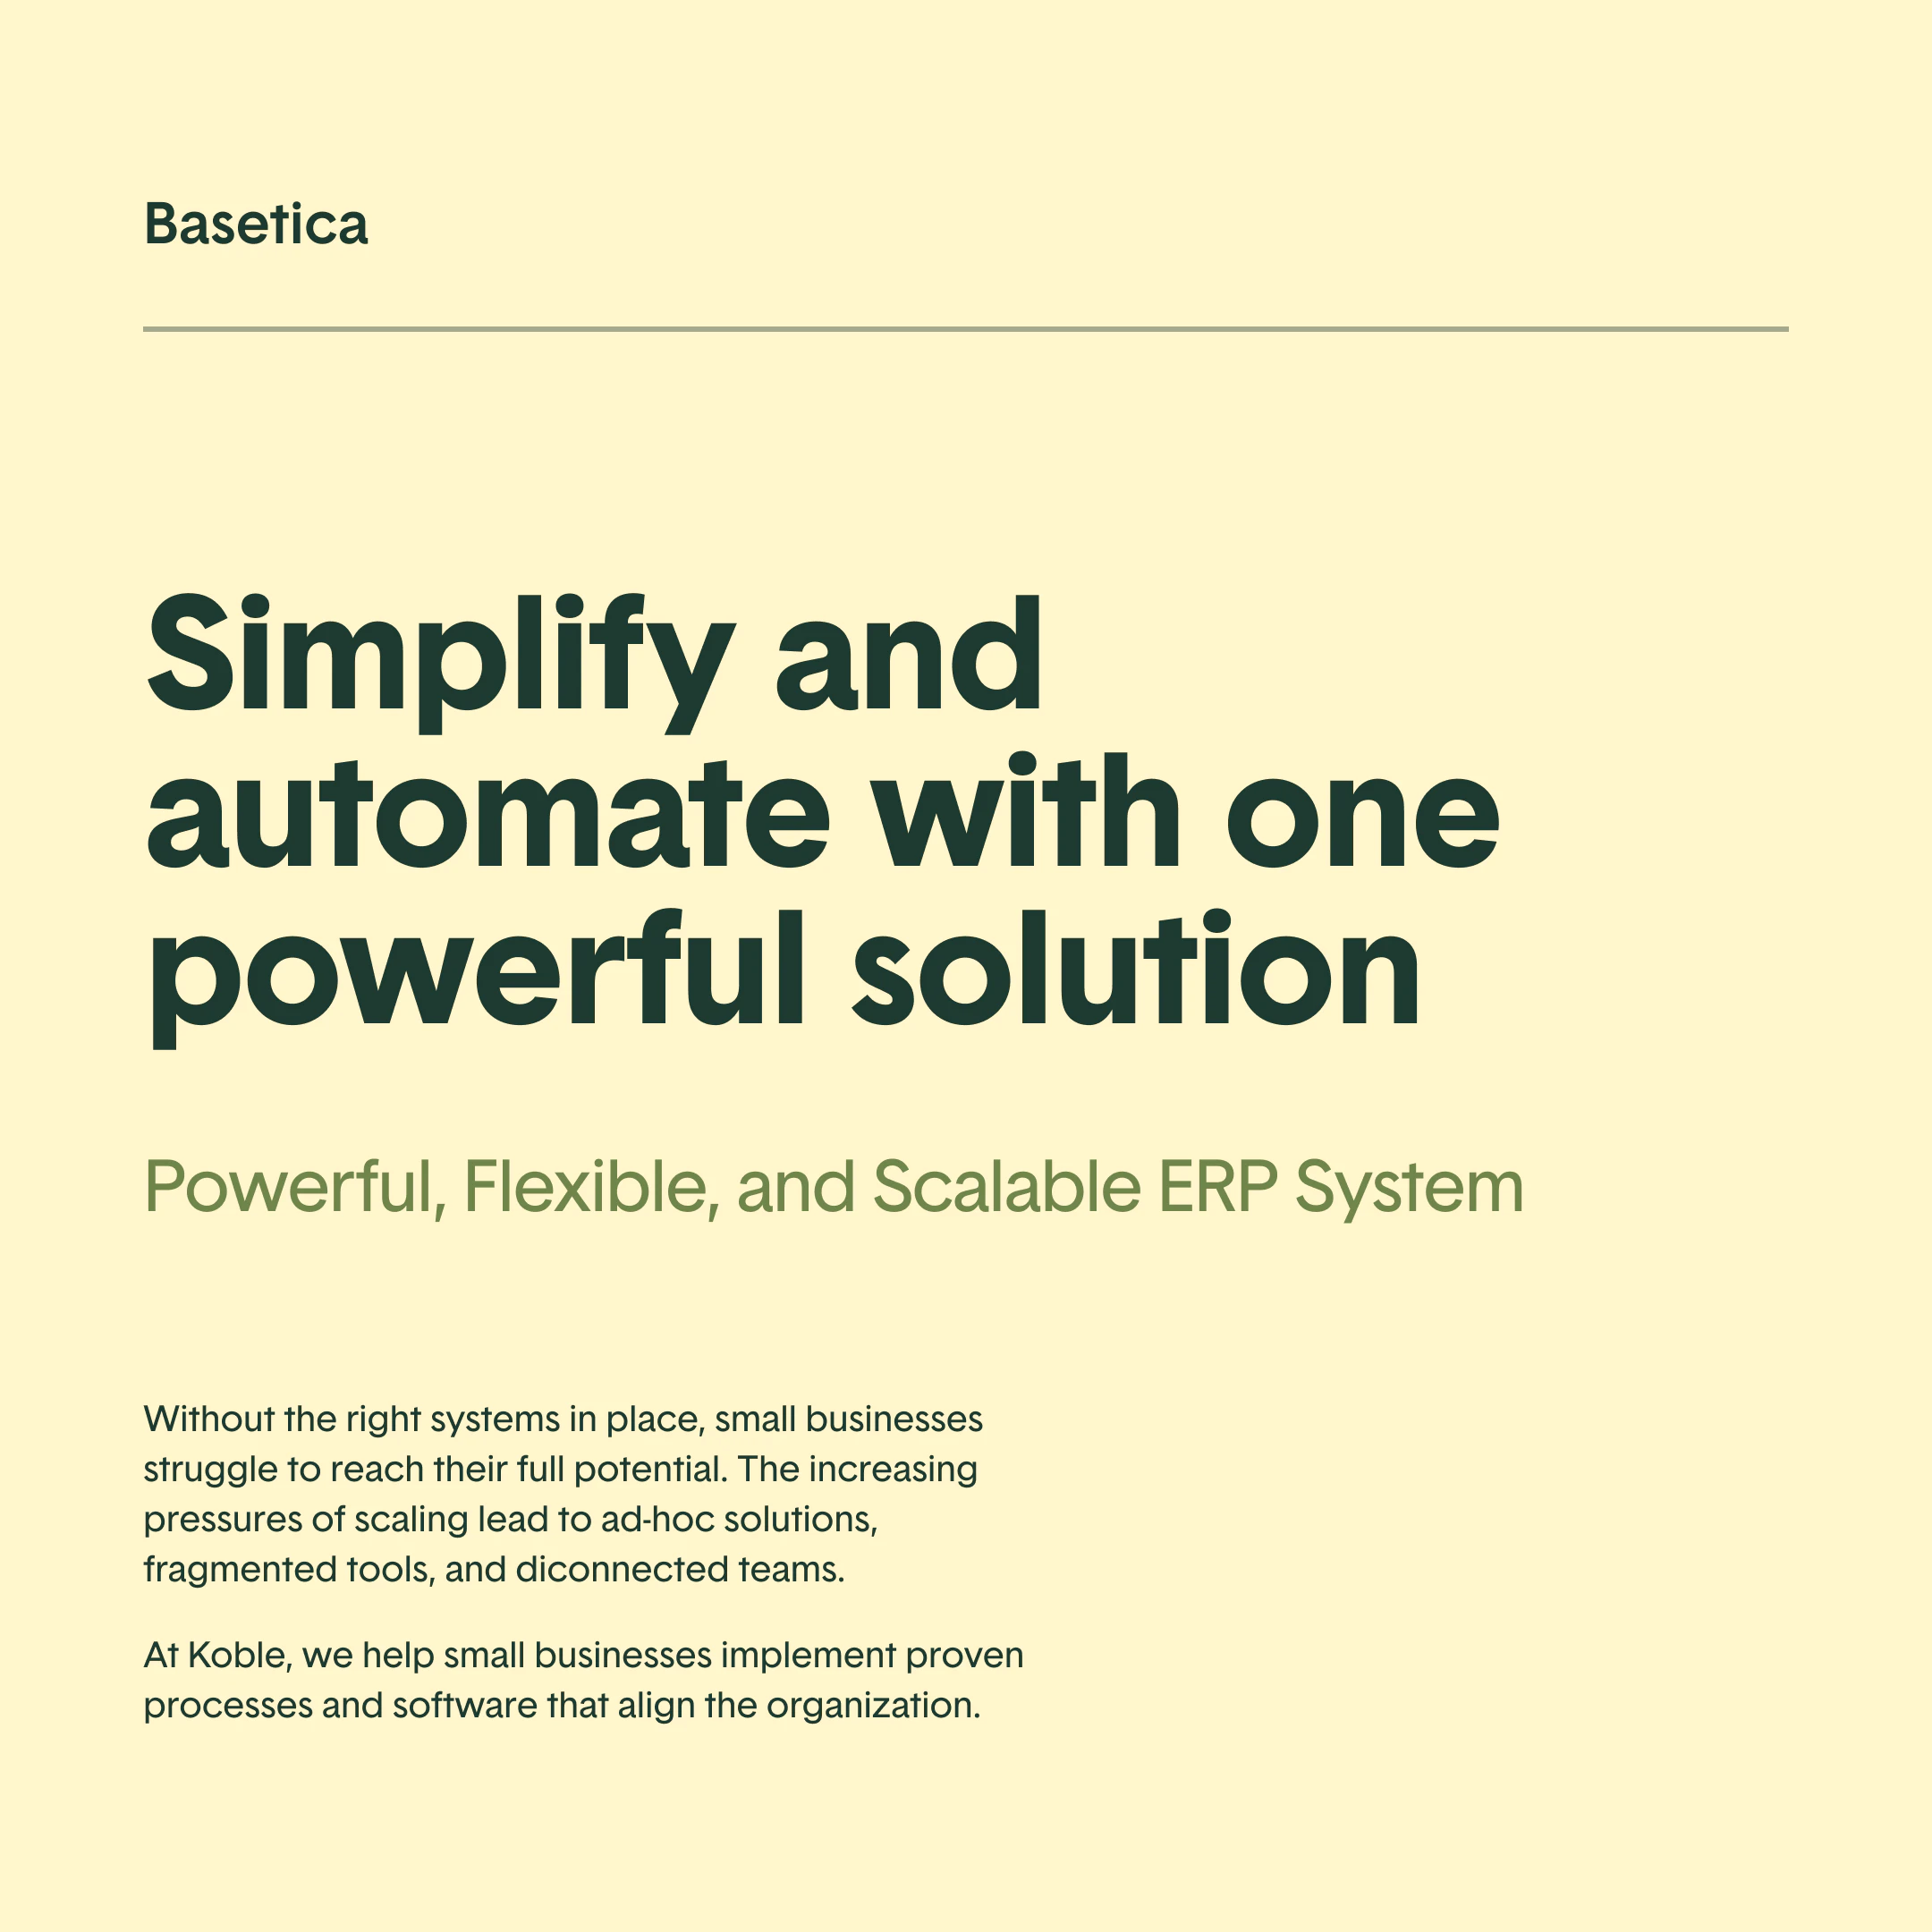 Basetica
Simplify and
automate with one
powerful solution
Powerful, Flexible, and Scalable ERP System
Without the right systems in place, small businesses
struggle to reach their full potential. The increasing
pressures of scaling lead to ad-hoc solutions,
fragmented tools, and diconnected teams.
At Koble, we help small businesses implement proven
processes and software that align the organization.